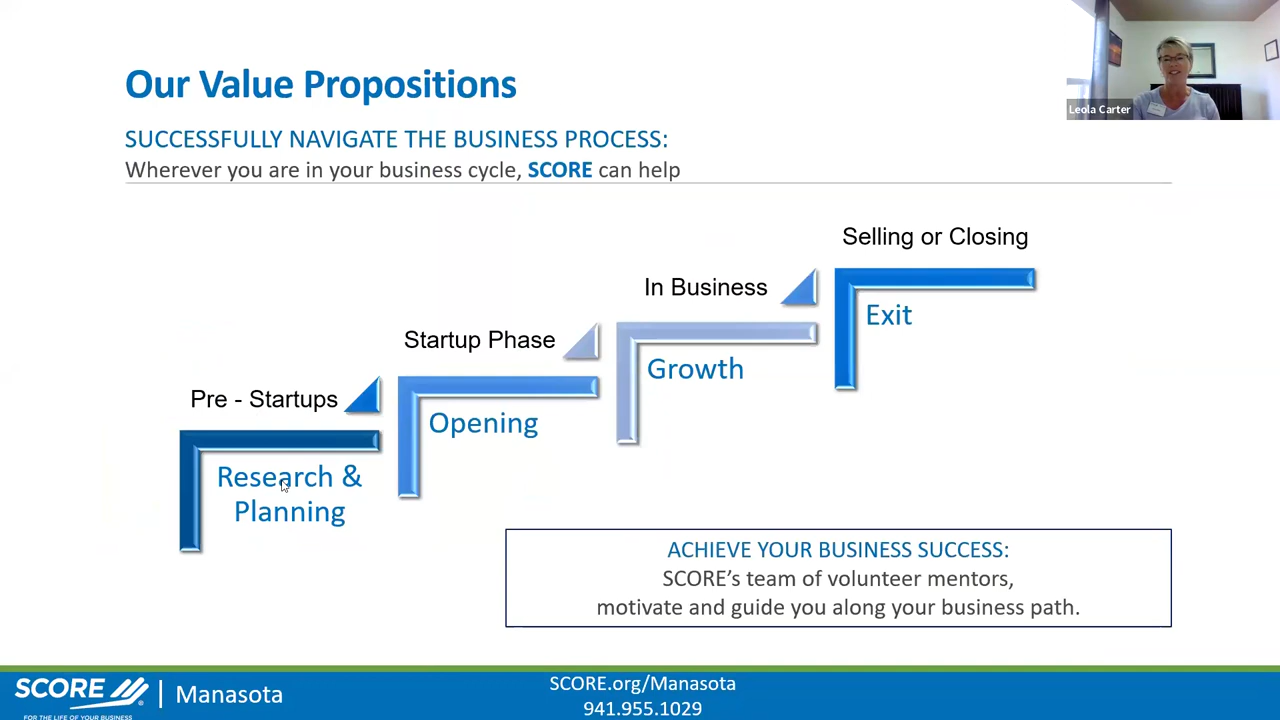 Our Value Propositions
Leola Carter
SUCCESSFULLY NAVIGATE THE BUSINESS PROCESS:
Wherever you are in your business cycle, SCORE can help
Selling or Closing
In Business
Exit
Startup Phase
Growth
Pre - Startups
Opening
Research &
Planning
ACHIEVE YOUR BUSINESS SUCCESS:
SCORE’s team of volunteer mentors,
motivate and guide you along your business path.
SCORE
®
FOR THE LIFE OF YOUR BUSINESS
Manasota
SCORE.org/Manasota
941.955.1029